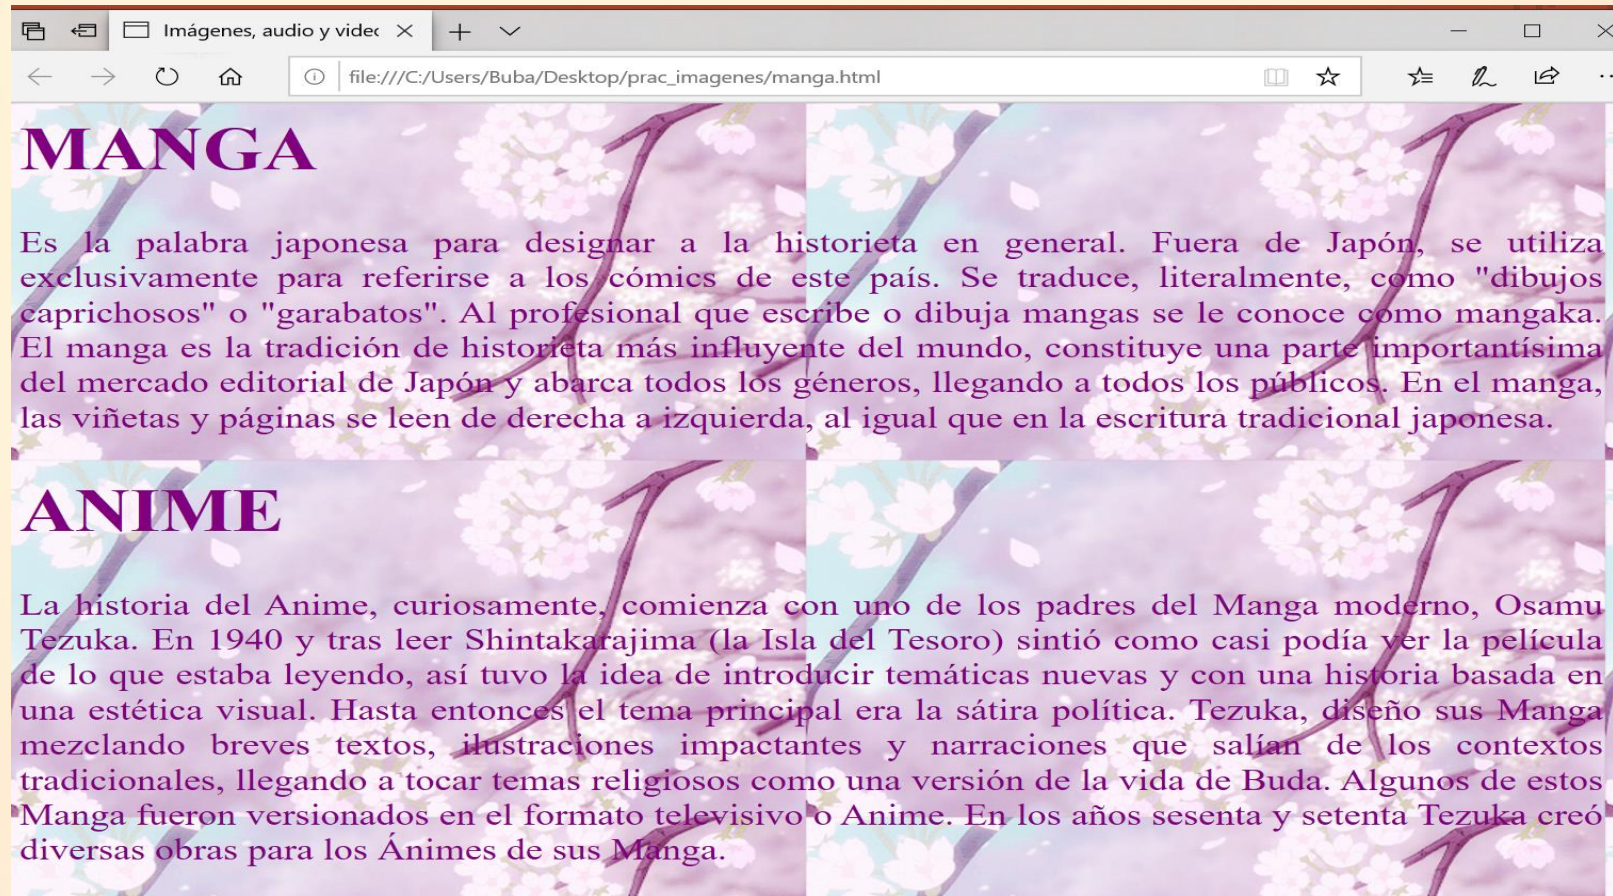 Imágenes, audio y videc
file:///C:/Users/Buba/Desktop/prac_imagenes/manga.html
MANGA
Es la palabra japonesa para designar a la historieta en general. Fuera de Japón, se utiliza
exclusivamente para referirse a los cómics de este país. Se traduce, literalmente, como "dibujos
caprichosos" o "garabatos". Al profesional que escribe o dibuja mangas se le conoce como mangaka.
El manga es la tradición de historieta más influyente del mundo, constituye una parte importantísima
del mercado editorial de Japón y abarca todos los géneros, llegando a todos los públicos. En el manga,
las viñetas y páginas se leen de derecha a izquierda, al igual que en la escritura tradicional japonesa.
ANIME
La historia del Anime, curiosamente, comienza con uno de los padres del Manga moderno, Osamu
Tezuka. En 1940 y tras leer Shintakarajima (la Isla del Tesoro) sintió como casi podía ver la película
de lo que estaba leyendo, así tuvo la idea de introducir temáticas nuevas y con una historia basada en
una estética visual. Hasta entonces el tema principal era la sátira política. Tezuka, diseño sus Manga
mezclando breves textos, ilustraciones impactantes y narraciones que salían de los contextos
tradicionales, llegando a tocar temas religiosos como una versión de la vida de Buda. Algunos de estos
Manga fueron versionados en el formato televisivo o Anime. En los años sesenta y setenta Tezuka creó
diversas obras para los Ánimes de sus Manga.